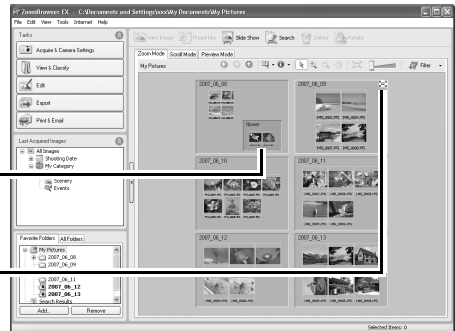 ZoomBrowser EX - C:\Documents and Settings\xxx\My Documents\My Pictures
File Edit View Tools Internet Help
Tasks
View Image Properties Slide Show Search Delete Rotate
Acquire & Camera Settings
Zoom Mode Scroll Mode Preview Mode
My Pictures
Filter
View & Classify
2007_06_08
2007_06_09
Edit
Export
Flower
Print & Email
Last Acquired Images
All Images
Shooting Date
My Category
2007_06_10
2007_06_11
Scenery
Events
Favorite Folders All Folders
2007_06_12
2007_06_13
My Pictures
2007_06_08
2007_06_09
2007_06_11
2007_06_12
2007_06_13
Search Results
Add... Remove
Selected Items: 0